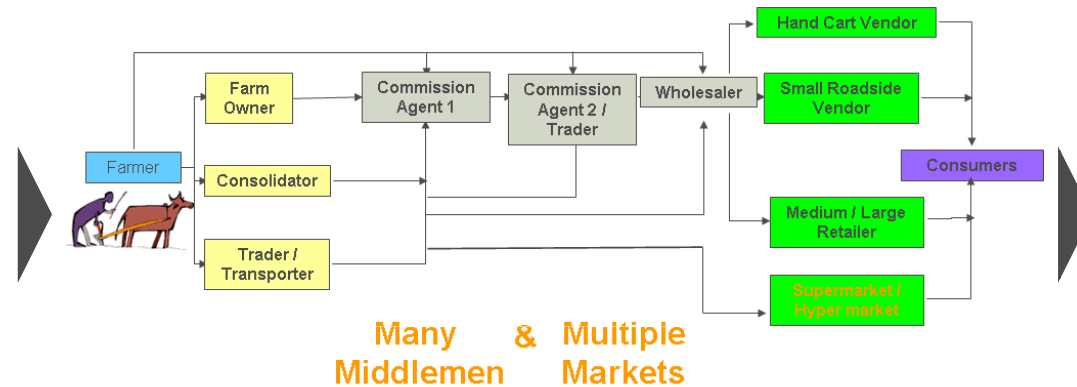 Hand Cart Vendor
Farm
Owner
Commission
Agent 1
Commission
Agent 2 /
Trader
Wholesaler
Small Roadside
Vendor
Farmer
Consolidator
Consumers
Medium / Large
Retailer
Trader /
Transporter
Supermarket /
Hyper market
Many & Multiple
Middlemen Markets